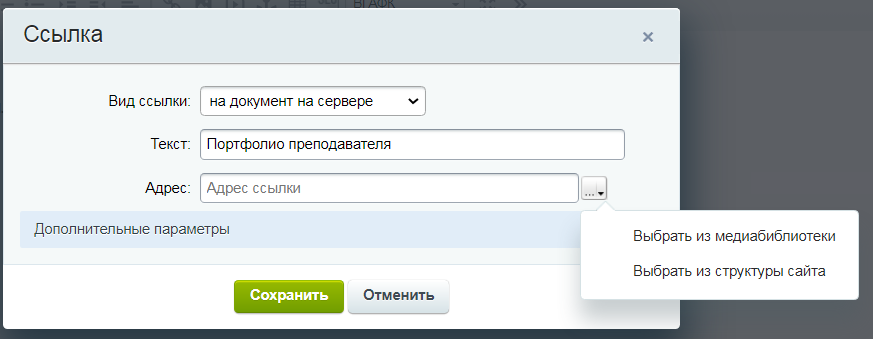 ВГАФК
Ссылка
Вид ссылки: на документ на сервере
Текст: Портфолио преподавателя
Адрес: Адрес ссылки ...
Дополнительные параметры
Выбрать из медиабиблиотеки
Выбрать из структуры сайта
Сохранить Отменить